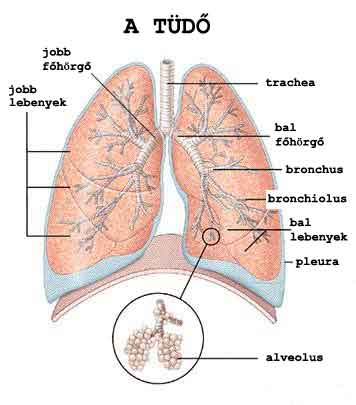 A TÜDŐ
jobb
főhörgő
jobb
lebenyek
trachea
bal
főhörgő
bronchus
bronchiolus
bal
lebenyek
pleura
alveolus